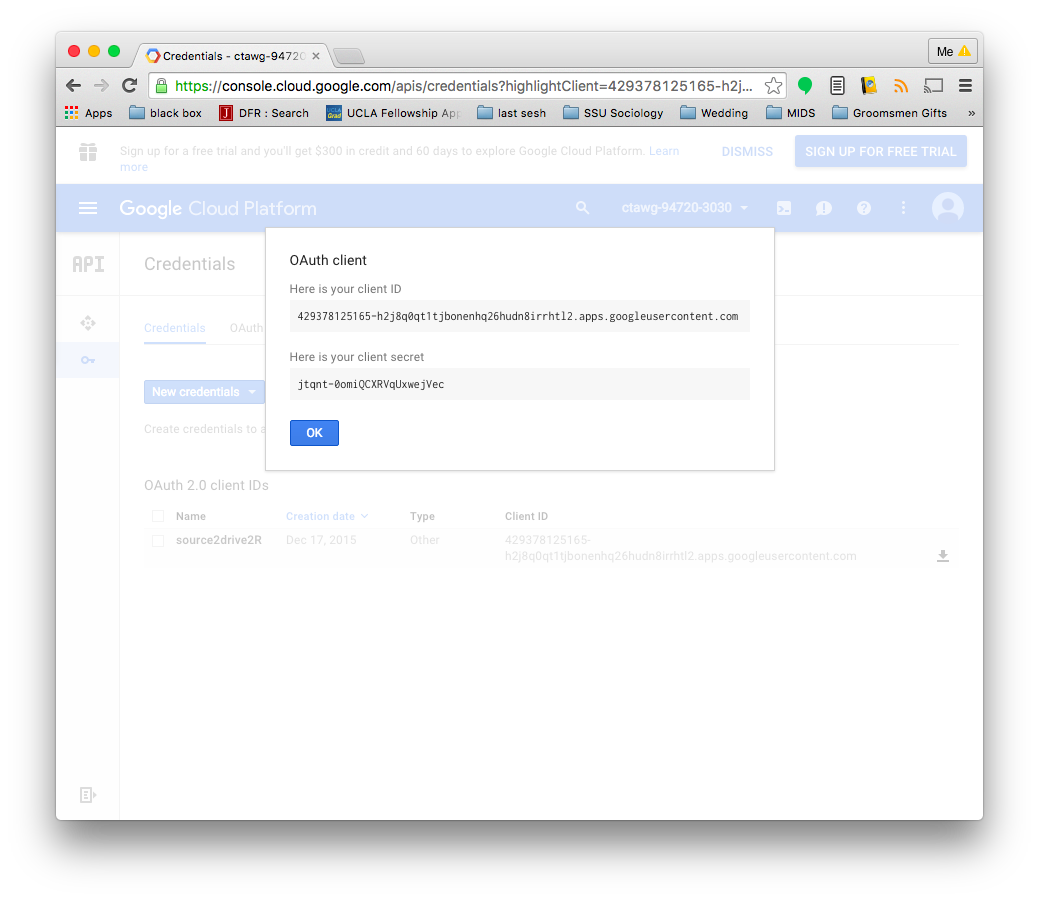 Credentials - ctawg-94720
Me
https://console.cloud.google.com/apis/credentials?highlightClient=429378125165-h2j...
Apps black box DFR : Search UCLA Fellowship App last sesh SSU Sociology Wedding MIDS Groomsmen Gifts »
Sign up for a free trial and you'll get $300 in credit and 60 days to explore Google Cloud Platform. Learn
more
DISMISS
SIGN UP FOR FREE TRIAL
Google Cloud Platform
ctawg-94720-3030
API
Credentials
Credentials OAuth
New credentials
Create credentials to a
OAuth client
Here is your client ID
429378125165-h2j8q0qt1tjbonenhq26hudn8irrhtl2.apps.googleusercontent.com
Here is your client secret
jtqnt-0omiQCXRVqUxwejVec
OK
OAuth 2.0 client IDs
Name Creation date Type Client ID
source2drive2R Dec 17, 2015 Other 429378125165-
h2j8q0qt1tjbonenhq26hudn8irrhtl2.apps.googleusercontent.com